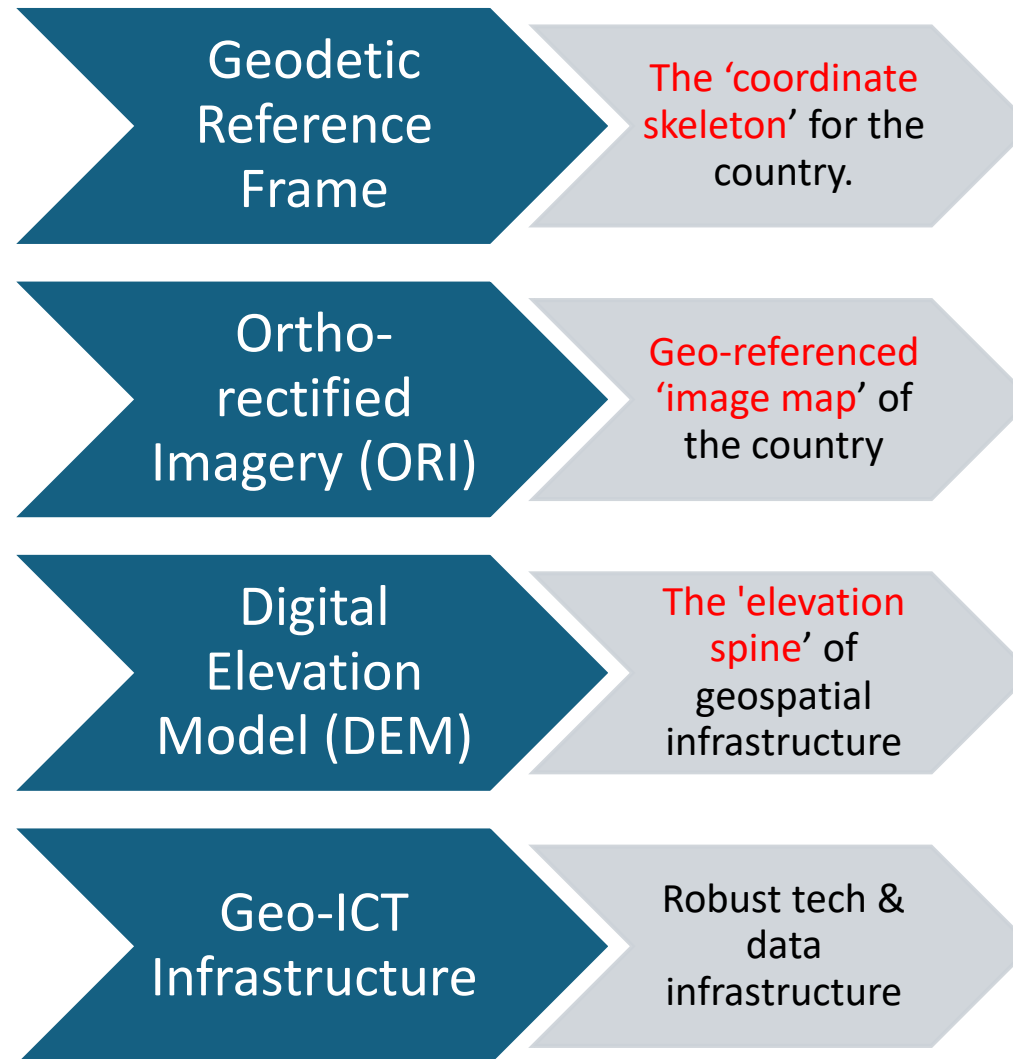 Geodetic
Reference
Frame
The ‘coordinate
skeleton’ for the
country.
Ortho-
rectified
Imagery (ORI)
Geo-referenced
‘image map’ of
the country
Digital
Elevation
Model (DEM)
The 'elevation
spine’ of
geospatial
infrastructure
Geo-ICT
Infrastructure
Robust tech &
data
infrastructure